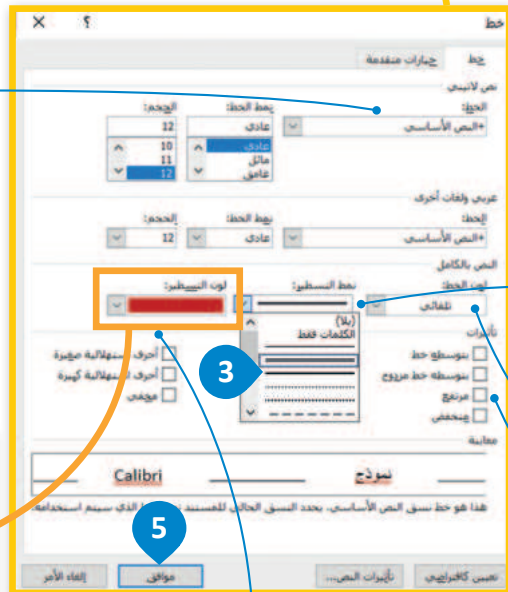 خط
؟ ×
خط خيارات متقدمة
نص لاتيني
الخط: نمط الخط: الحجم:
+النص الأساسي عادي 12
عادي 10
مائل 11
غامق 12
عربي ولغات أخرى
الخط: نمط الخط: الحجم:
+النص الأساسي عادي 12
النص بالكامل
لون الخط: نمط التسطير: لون التسطير:
تلقائي
(بلا)
الكلمات فقط
3
تأثيرات
يتوسطه خط
يتوسطه خط مزدوج
مرتفع
منخفض
أحرف استهلالية صغيرة
أحرف استهلالية كبيرة
مخفي
معاينة
نموذج Calibri
هذا هو خط نسق النص الأساسي. يحدد النسق الحالي للمستند الذي سيتم استخدامه.
5
تعيين كافتراضي تأثيرات النص... موافق إلغاء الأمر